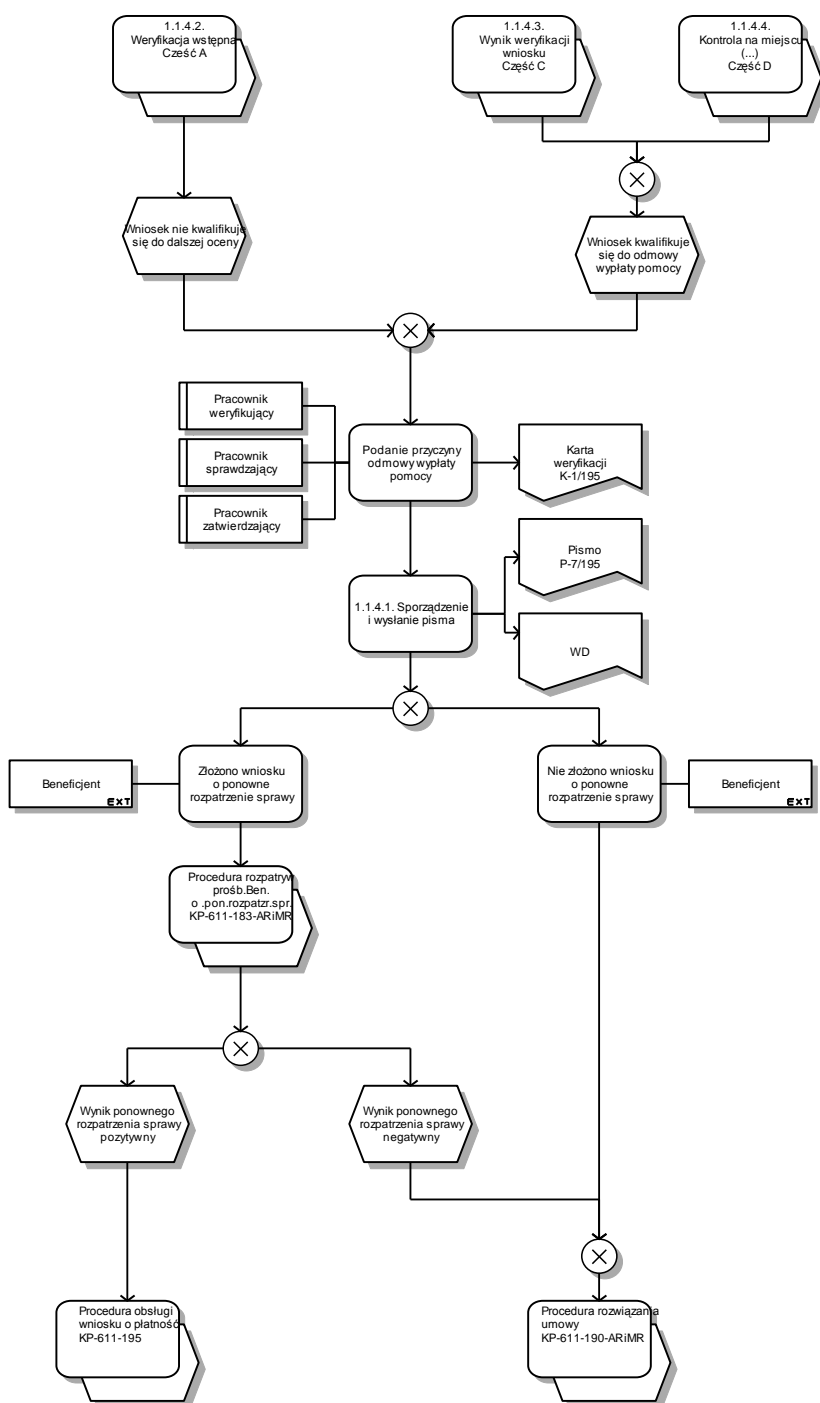 1.1.4.2.
Weryfikacja wstępna
Cześć A
1.1.4.3.
Wynik weryfikacji
wniosku
Część C
1.1.4.4.
Kontrola na miejscu
(...)
Część D
Wniosek nie kwalifikuje
się do dalszej oceny
Wniosek kwalifikuje
się do odmowy
wypłaty pomocy
Pracownik
weryfikujący
Pracownik
sprawdzający
Pracownik
zatwierdzający
Podanie przyczyny
odmowy wypłaty
pomocy
Karta
weryfikacji
K-1/195
Pismo
P-7/195
1.1.4.1. Sporządzenie
i wysłanie pisma
WD
Beneficjent
EXT
Złożono wniosku
o ponowne
rozpatrzenie sprawy
Nie złożono wniosku
o ponowne
rozpatrzenie sprawy
Beneficjent
EXT
Procedura rozpatryw
prośb.Ben.
o .pon.rozpatzr.spr.
KP-611-183-ARiMR
Wynik ponownego
rozpatrzenia sprawy
pozytywny
Wynik ponownego
rozpatrzenia sprawy
negatywny
Procedura obsługi
wniosku o płatność
KP-611-195
Procedura rozwiązania
umowy
KP-611-190-ARiMR